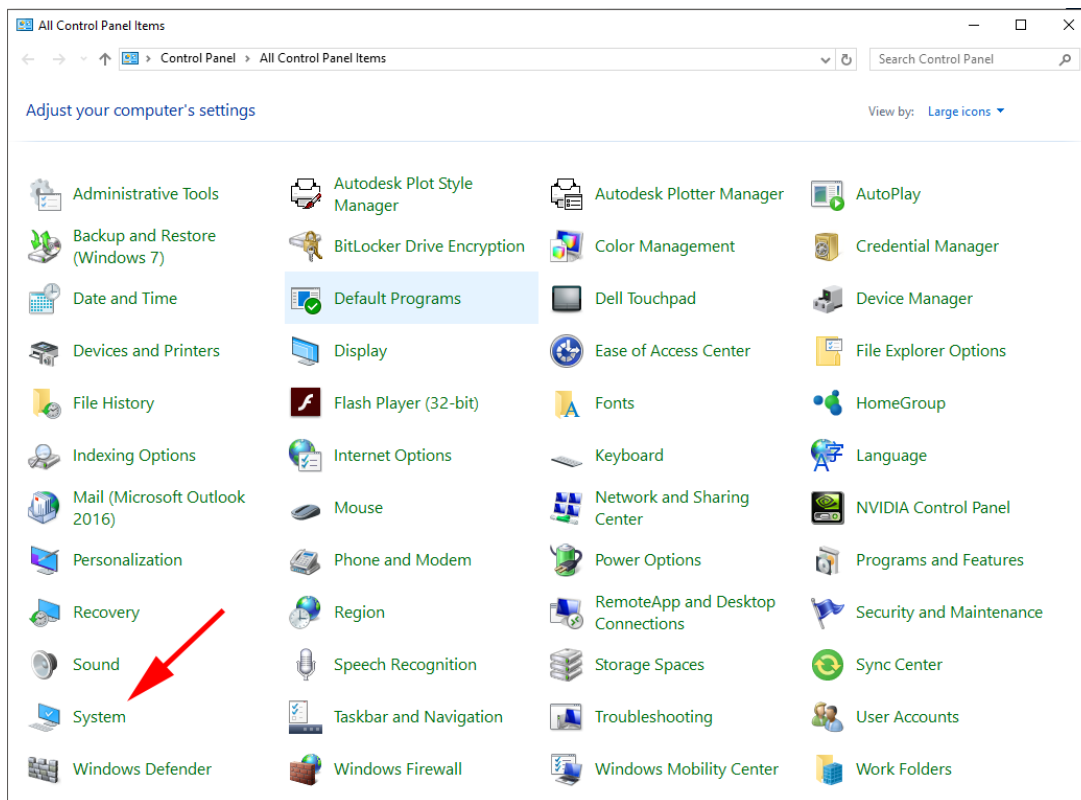 All Control Panel Items
Control Panel > All Control Panel Items
Search Control Panel
Adjust your computer's settings
View by: Large icons
Administrative Tools
Autodesk Plot Style
Manager
Autodesk Plotter Manager
AutoPlay
Backup and Restore
(Windows 7)
BitLocker Drive Encryption
Color Management
Credential Manager
Date and Time
Default Programs
Dell Touchpad
Device Manager
Devices and Printers
Display
Ease of Access Center
File Explorer Options
File History
Flash Player (32-bit)
Fonts
HomeGroup
Indexing Options
Internet Options
Keyboard
Language
Mail (Microsoft Outlook
2016)
Mouse
Network and Sharing
Center
NVIDIA Control Panel
Personalization
Phone and Modem
Power Options
Programs and Features
Recovery
Region
RemoteApp and Desktop
Connections
Security and Maintenance
Sound
Speech Recognition
Storage Spaces
Sync Center
System
Taskbar and Navigation
Troubleshooting
User Accounts
Windows Defender
Windows Firewall
Windows Mobility Center
Work Folders